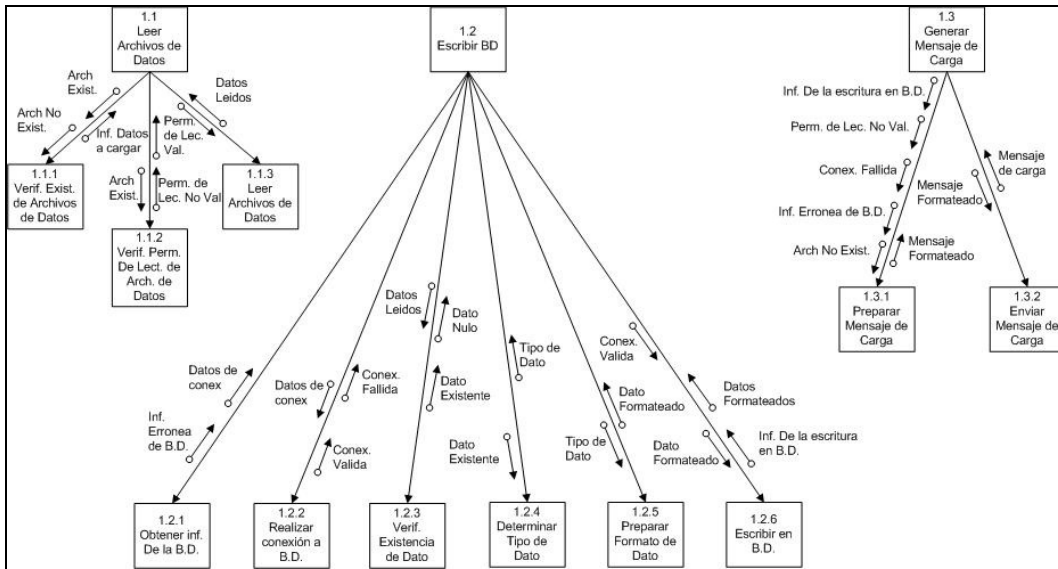 1.1
Leer
Archivos de
Datos
Arch
Exist.
Arch No
Exist.
Inf. Datos
a cargar
Perm.
de Lec.
Val.
Datos
Leidos
Arch
Exist.
Perm. de
Lec. No Val
1.1.1
Verif. Exist.
de Archivos
de Datos
1.1.2
Verif. Perm.
De Lect. de
Arch. de
Datos
1.1.3
Leer
Archivos de
Datos
1.2
Escribir BD
Datos de
conex
Inf.
Erronea
de B.D.
Datos de
conex
Conex.
Fallida
Conex.
Valida
Datos
Leidos
Dato
Nulo
Dato
Existente
Tipo de
Dato
Dato
Existente
Dato
Formateado
Tipo de
Dato
Conex.
Valida
Datos
Formateados
Dato
Formateado
Inf. De la escritura
en B.D.
1.2.1
Obtener inf.
De la B.D.
1.2.2
Realizar
conexión a
B.D.
1.2.3
Verif.
Existencia
de Dato
1.2.4
Determinar
Tipo de
Dato
1.2.5
Preparar
Formato de
Dato
1.2.6
Escribir en
B.D.
1.3
Generar
Mensaje de
Carga
Inf. De la escritura en B.D.
Perm. de Lec. No Val.
Conex. Fallida
Inf. Erronea de B.D.
Arch No Exist.
Mensaje
Formateado
Mensaje
Formateado
Mensaje
de carga
1.3.1
Preparar
Mensaje de
Carga
1.3.2
Enviar
Mensaje de
Carga